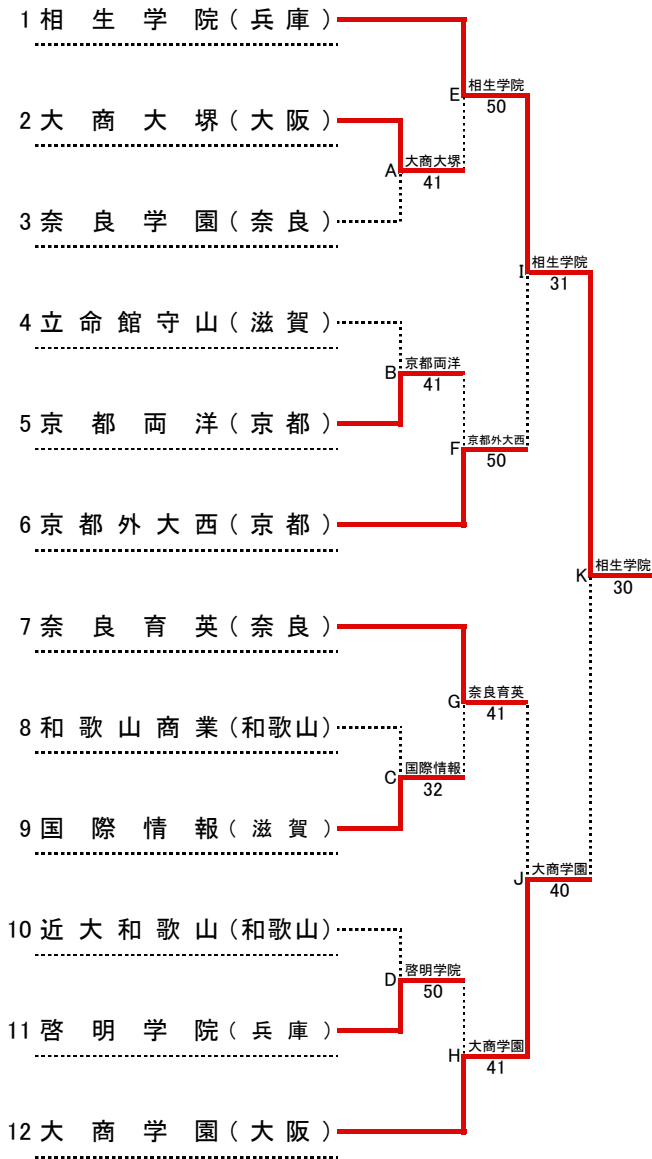 1 相生学院(兵庫)
相生学院
E
50
2 大商大堺(大阪)
大商大堺
A
41
3 奈良学園(奈良)
相生学院
I
31
4 立命館守山(滋賀)
京都両洋
B
41
5 京都両洋(京都)
京都外大西
F
50
6 京都外大西(京都)
相生学院
K
30
7 奈良育英(奈良)
奈良育英
G
41
8 和歌山商業(和歌山)
国際情報
C
32
9 国際情報(滋賀)
大商学園
J
40
10 近大和歌山(和歌山)
啓明学院
D
50
11 啓明学院(兵庫)
大商学園
H
41
12 大商学園(大阪)